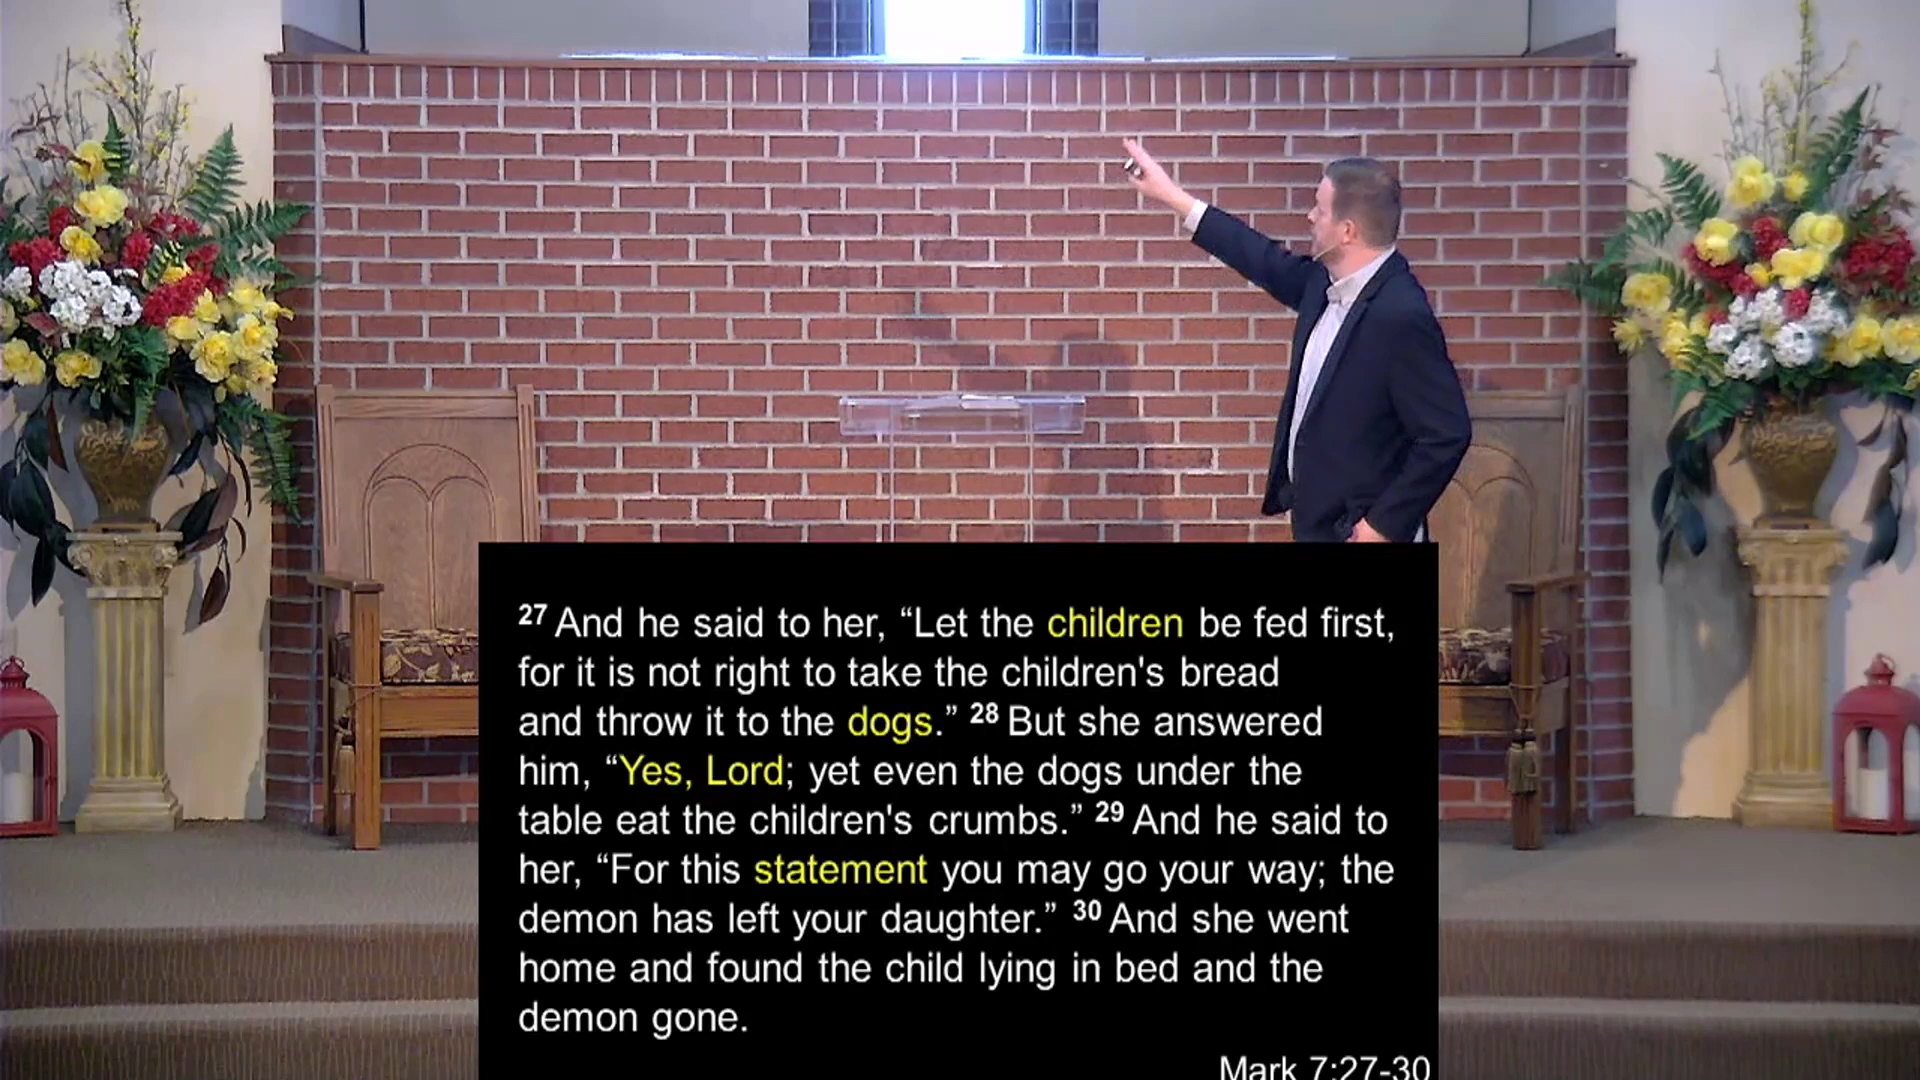 27 And he said to her, “Let the children be fed first,
for it is not right to take the children's bread
and throw it to the dogs.” 28 But she answered
him, “Yes, Lord; yet even the dogs under the
table eat the children's crumbs.” 29 And he said to
her, “For this statement you may go your way; the
demon has left your daughter.” 30 And she went
home and found the child lying in bed and the
demon gone.
Mark 7:27-30